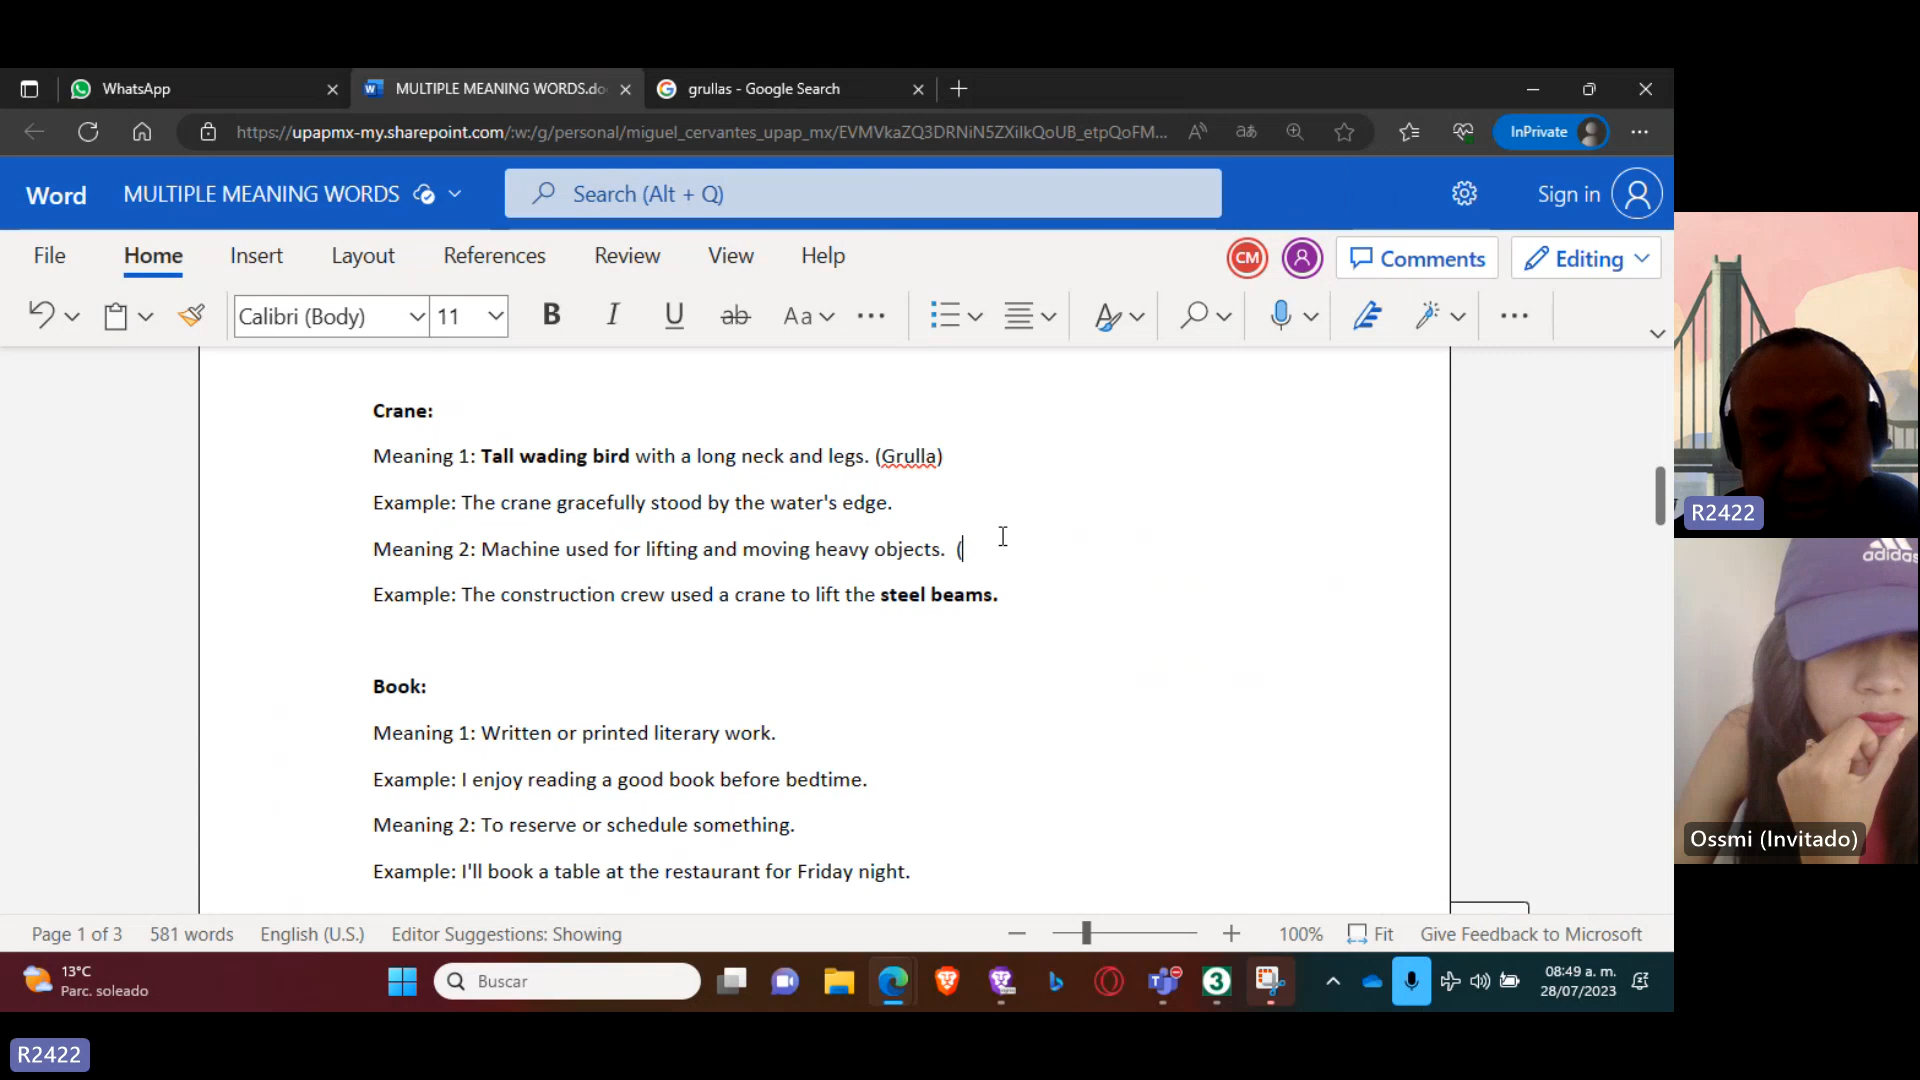 WhatsApp
MULTIPLE MEANING WORDS.do
grullas - Google Search
https://upapmx-my.sharepoint.com/:w:/g/personal/miguel_cervantes_upap_mx/EVMVkaZQ3DRNiN5ZXiIkQoUB_etpQoFM...
InPrivate
Word
MULTIPLE MEANING WORDS
Search (Alt + Q)
Sign in
File Home Insert Layout References Review View Help
CM
Comments
Editing
Calibri (Body)
11
B I U ab Aa
Crane:
Meaning 1: Tall wading bird with a long neck and legs. (Grulla)
Example: The crane gracefully stood by the water's edge.
Meaning 2: Machine used for lifting and moving heavy objects.  (
Example: The construction crew used a crane to lift the steel beams.
Book:
Meaning 1: Written or printed literary work.
Example: I enjoy reading a good book before bedtime.
Meaning 2: To reserve or schedule something.
Example: I'll book a table at the restaurant for Friday night.
Page 1 of 3
581 words
English (U.S.)
Editor Suggestions: Showing
100%
Fit
Give Feedback to Microsoft
13°C
Parc. soleado
Buscar
3
08:49 a. m.
28/07/2023
R2422
adidas
Ossmi (Invitado)
R2422